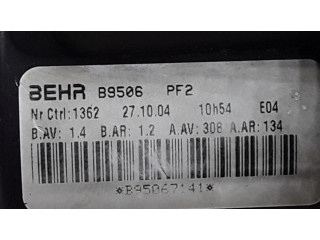 BEHR B9506 PF2
Nr Ctrl:1362 27.10.04 10h54 E04
B.AV: 1.4 B.AR: 1.2 A.AV: 308 A.AR: 134
*B95067141*